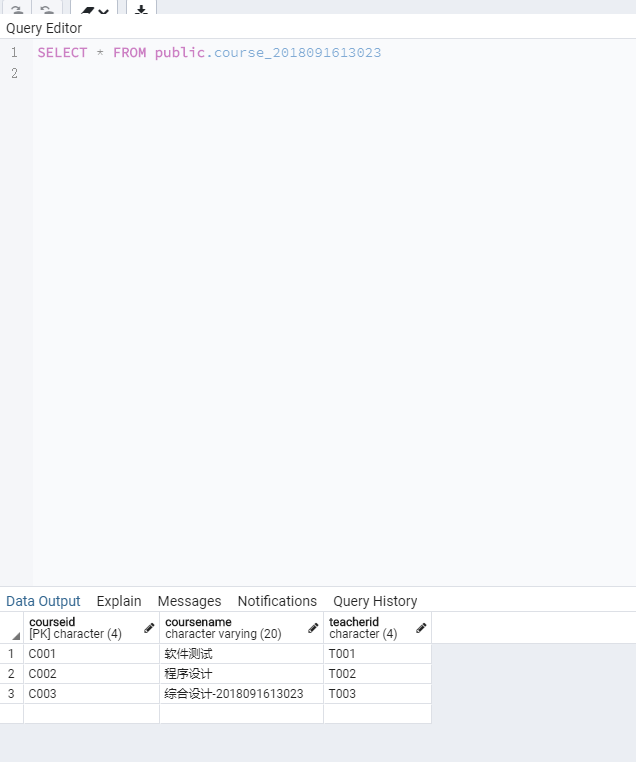 Query Editor
1 SELECT * FROM public.course_2018091613023
2
Data Output Explain Messages Notifications Query History
courseid coursename teacherid
[PK] character (4) character varying (20) character (4)
1 C001 软件测试 T001
2 C002 程序设计 T002
3 C003 综合设计-2018091613023 T003